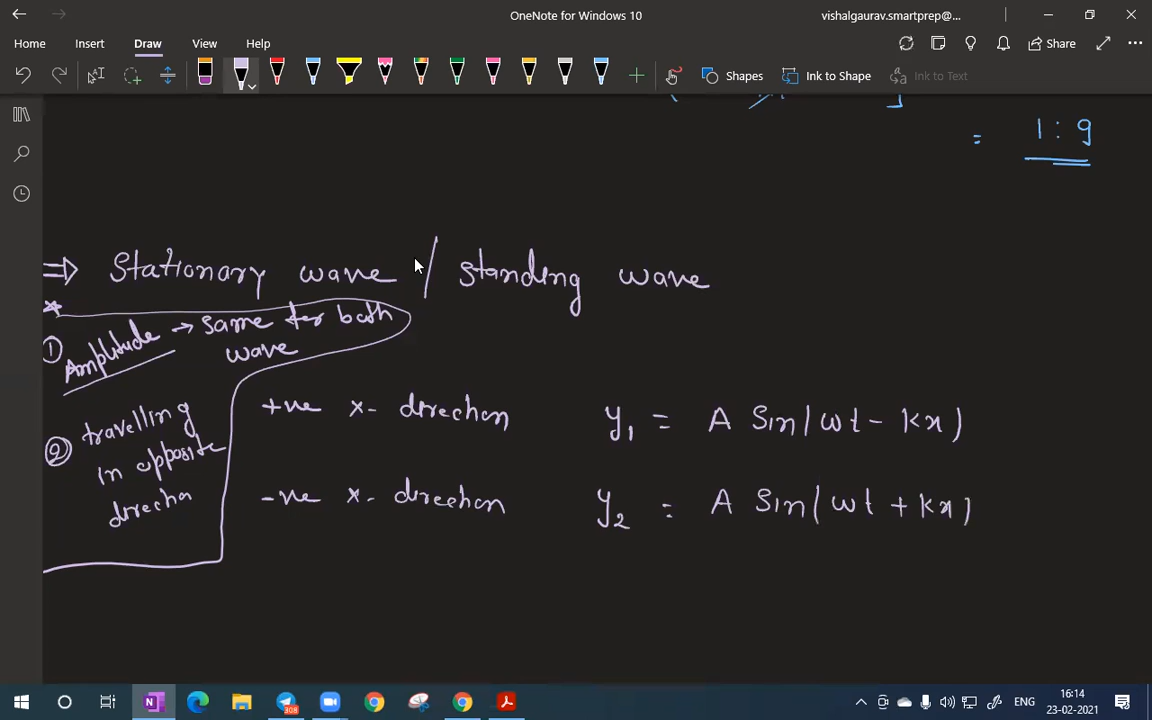 OneNote for Windows 10
vishalgaurav.smartprep@...
Home Insert Draw View Help
Share
Shapes Ink to Shape Ink to Text
= 1 : 9
⇒ Stationary wave / standing wave
① Amplitude → same for both
wave
② travelling
in opposite
direction
+ve x- direction y₁ = A Sin(wt - kx)
-ve x- direction y₂ = A Sin(wt + kx)
ENG
16:14
23-02-2021